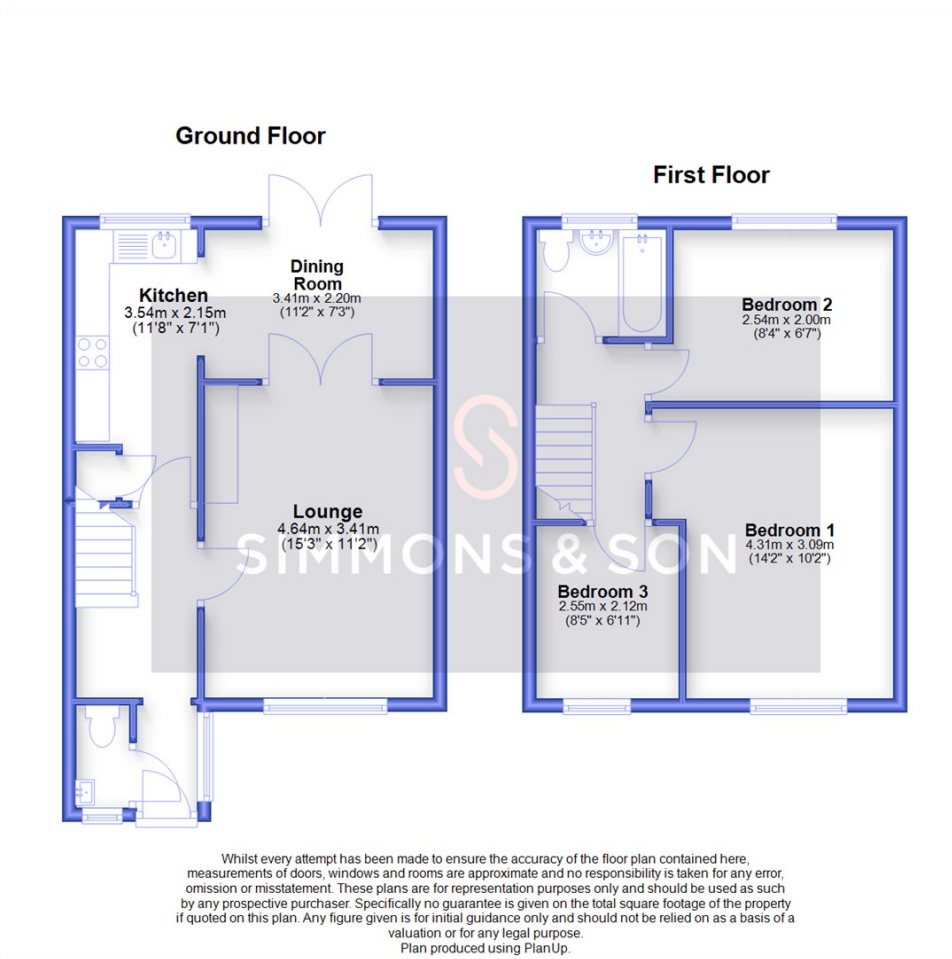 Ground Floor
First Floor
Kitchen
3.54m x 2.15m
(11'8" x 7'1")
Dining
Room
3.41m x 2.20m
(11'2" x 7'3")
Bedroom 2
2.54m x 2.00m
(8'4" x 6'7")
Lounge
4.64m x 3.41m
(15'3" x 11'2")
Bedroom 1
4.31m x 3.09m
(14'2" x 10'2")
SIMMONS & SON
Bedroom 3
2.55m x 2.12m
(8'5" x 6'11")
Whilst every attempt has been made to ensure the accuracy of the floor plan contained here,
measurements of doors, windows and rooms are approximate and no responsibility is taken for any error,
omission or misstatement. These plans are for representation purposes only and should be used as such
by any prospective purchaser. Specifically no guarantee is given on the total square footage of the property
if quoted on this plan. Any figure given is for initial guidance only and should not be relied on as a basis of a
valuation or for any legal purpose.
Plan produced using PlanUp.